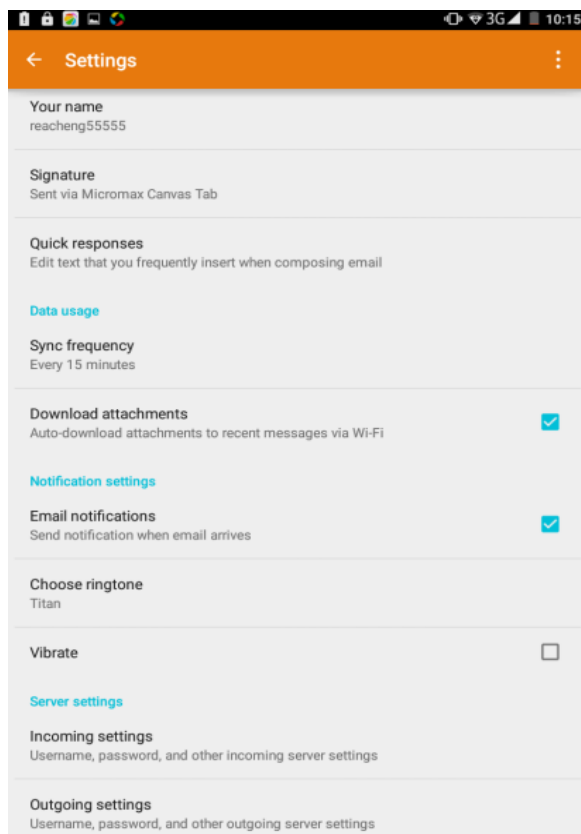 3G 10:15
Settings
Your name
reacheng55555
Signature
Sent via Micromax Canvas Tab
Quick responses
Edit text that you frequently insert when composing email
Data usage
Sync frequency
Every 15 minutes
Download attachments
Auto-download attachments to recent messages via Wi-Fi
Notification settings
Email notifications
Send notification when email arrives
Choose ringtone
Titan
Vibrate
Server settings
Incoming settings
Username, password, and other incoming server settings
Outgoing settings
Username, password, and other outgoing server settings